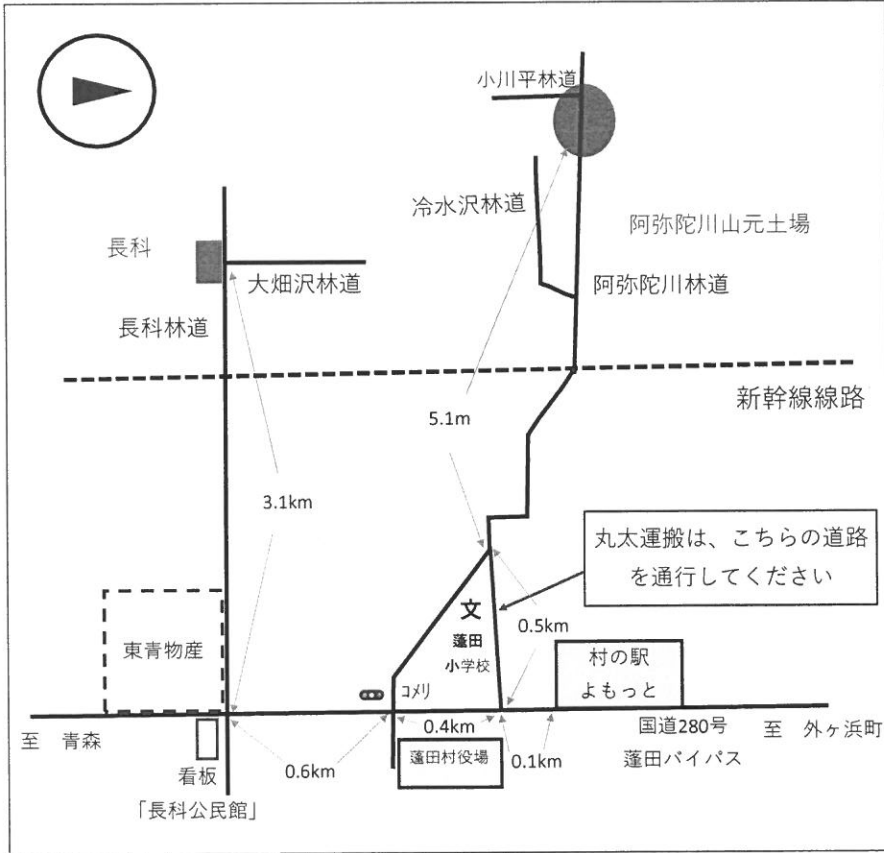 小川平林道
冷水沢林道
阿弥陀川山元土場
長科
大畑沢林道
阿弥陀川林道
長科林道
新幹線線路
5.1m
3.1km
丸太運搬は、こちらの道路
を通行してください
文
蓬田
小学校
0.5km
東青物産
村の駅
よもっと
コメリ
0.4km
国道280号
至 外ヶ浜町
至 青森
看板
0.6km
蓬田村役場
0.1km
蓬田バイパス
「長科公民館」